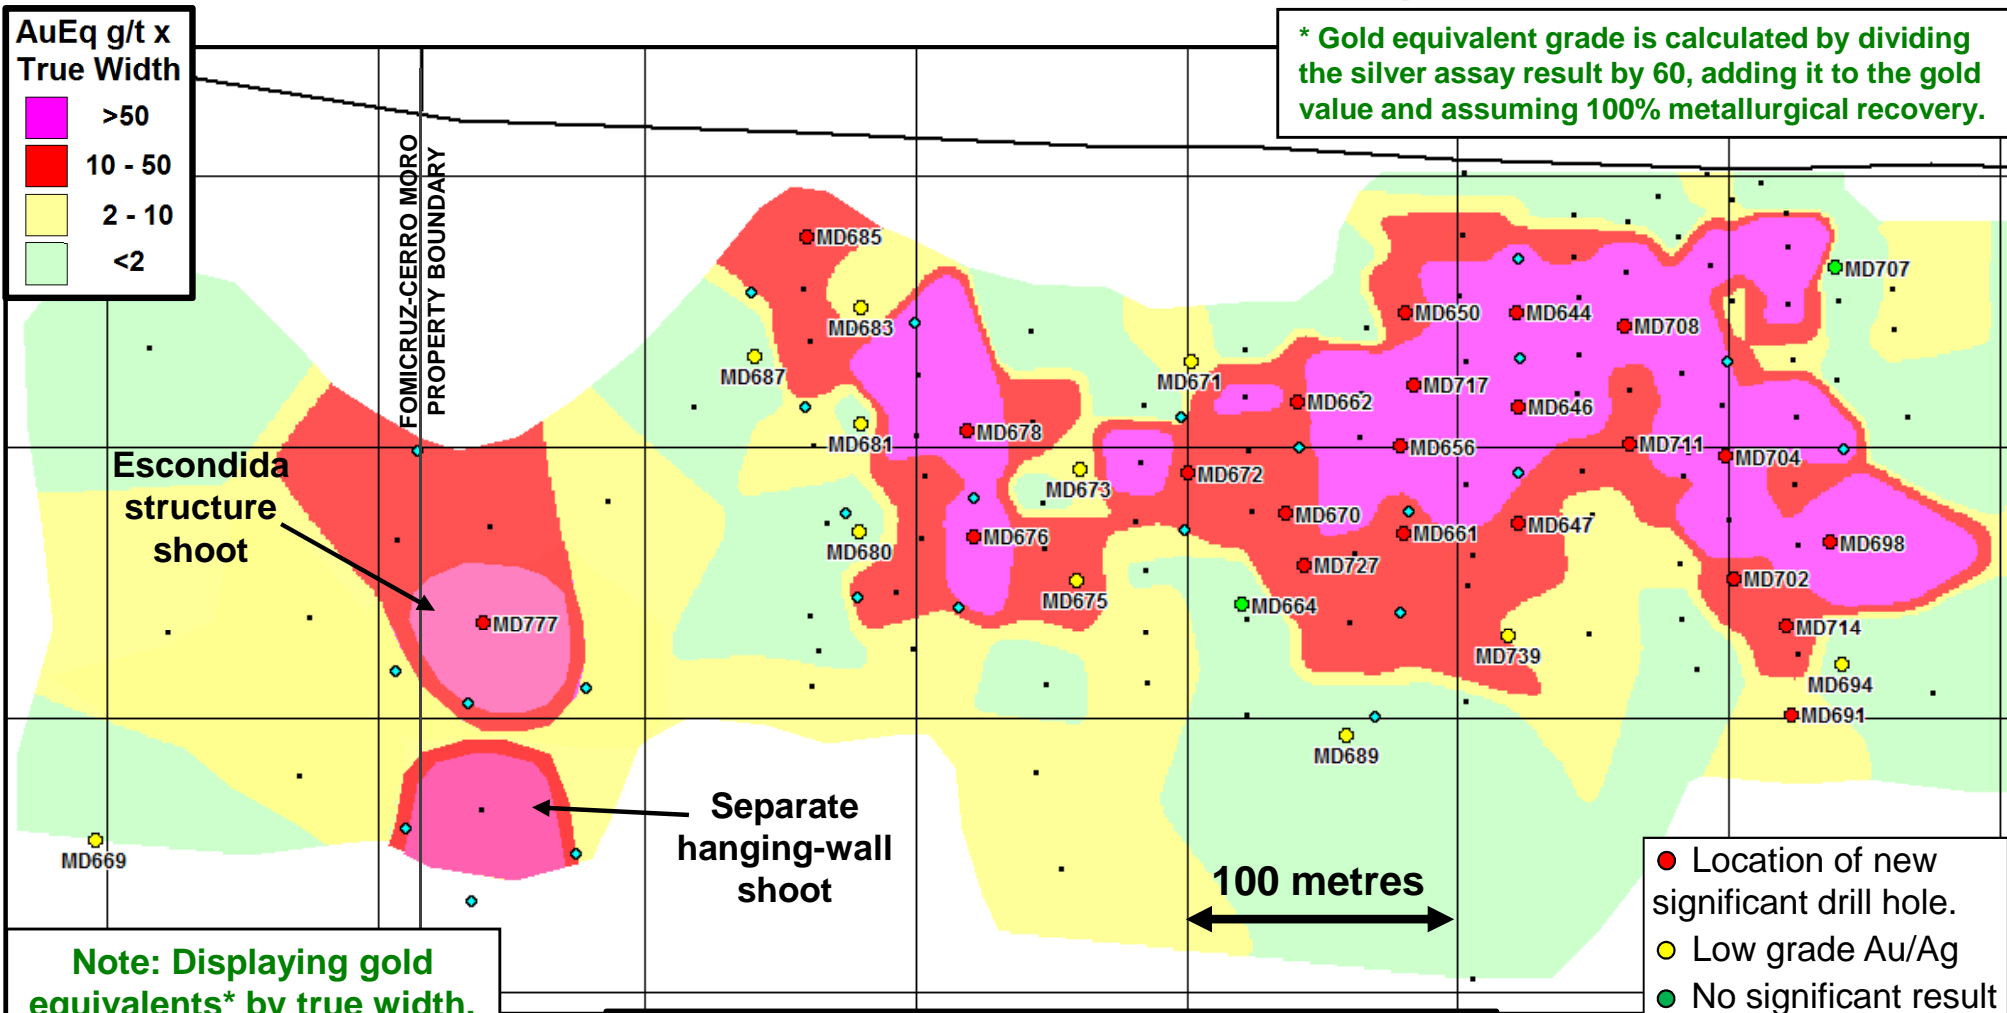 AuEq g/t x
True Width
>50
10 - 50
2 - 10
<2
* Gold equivalent grade is calculated by dividing
the silver assay result by 60, adding it to the gold
value and assuming 100% metallurgical recovery.
FOMICRUZ-CERRO MORO
PROPERTY BOUNDARY
MD685
MD707
MD683
MD650
MD644
MD708
MD687
MD671
MD717
MD662
MD646
MD681
MD678
MD656
MD711
MD704
Escondida
structure
shoot
MD673
MD672
MD670
MD647
MD680
MD676
MD661
MD698
MD727
MD702
MD675
MD664
MD777
MD714
MD739
MD694
MD691
MD689
Separate
hanging-wall
shoot
MD669
100 metres
Location of new
significant drill hole.
Low grade Au/Ag
No significant result
Note: Displaying gold
equivalents* by true width.